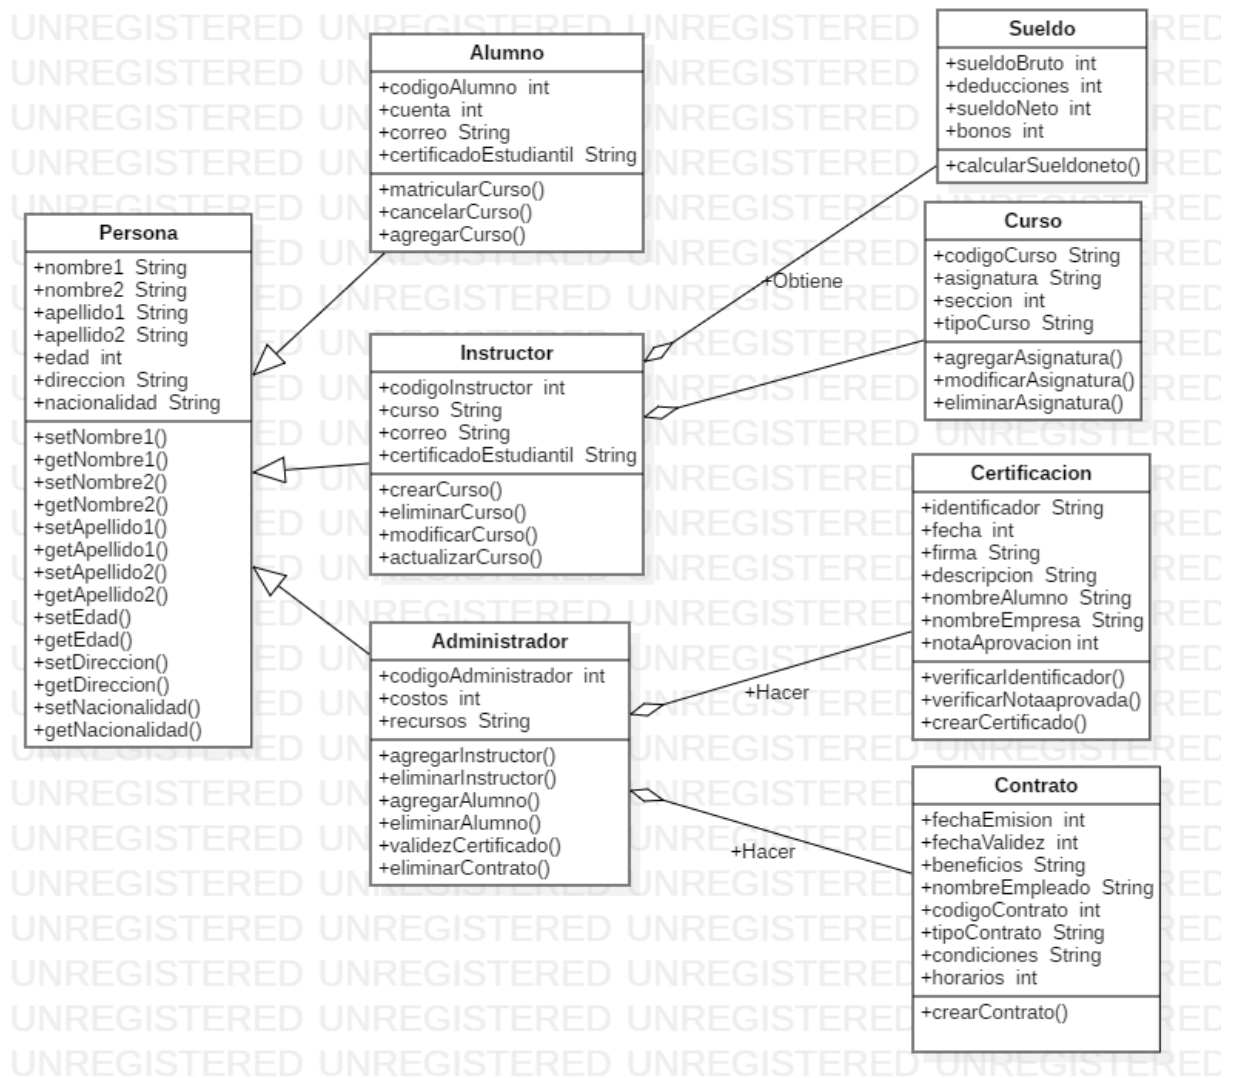 Persona
+nombre1 String
+nombre2 String
+apellido1 String
+apellido2 String
+edad int
+direccion String
+nacionalidad String
+setNombre1()
+getNombre1()
+setNombre2()
+getNombre2()
+setApellido1()
+getApellido1()
+setApellido2()
+getApellido2()
+setEdad()
+getEdad()
+setDireccion()
+getDireccion()
+setNacionalidad()
+getNacionalidad()
Alumno
+codigoAlumno int
+cuenta int
+correo String
+certificadoEstudiantil String
+matricularCurso()
+cancelarCurso()
+agregarCurso()
Instructor
+codigoInstructor int
+curso String
+correo String
+certificadoEstudiantil String
+crearCurso()
+eliminarCurso()
+modificarCurso()
+actualizarCurso()
Administrador
+codigoAdministrador int
+costos int
+recursos String
+agregarInstructor()
+eliminarInstructor()
+agregarAlumno()
+eliminarAlumno()
+validezCertificado()
+eliminarContrato()
+Obtiene
+Hacer
+Hacer
Sueldo
+sueldoBruto int
+deducciones int
+sueldoNeto int
+bonos int
+calcularSueldoneto()
Curso
+codigoCurso String
+asignatura String
+seccion int
+tipoCurso String
+agregarAsignatura()
+modificarAsignatura()
+eliminarAsignatura()
Certificacion
+identificador String
+fecha int
+firma String
+descripcion String
+nombreAlumno String
+nombreEmpresa String
+notaAprovacion int
+verificarIdentificador()
+verificarNotaaprovada()
+crearCertificado()
Contrato
+fechaEmision int
+fechaValidez int
+beneficios String
+nombreEmpleado String
+codigoContrato int
+tipoContrato String
+condiciones String
+horarios int
+crearContrato()
UNREGISTERED UNREGISTERED UNREGISTERED